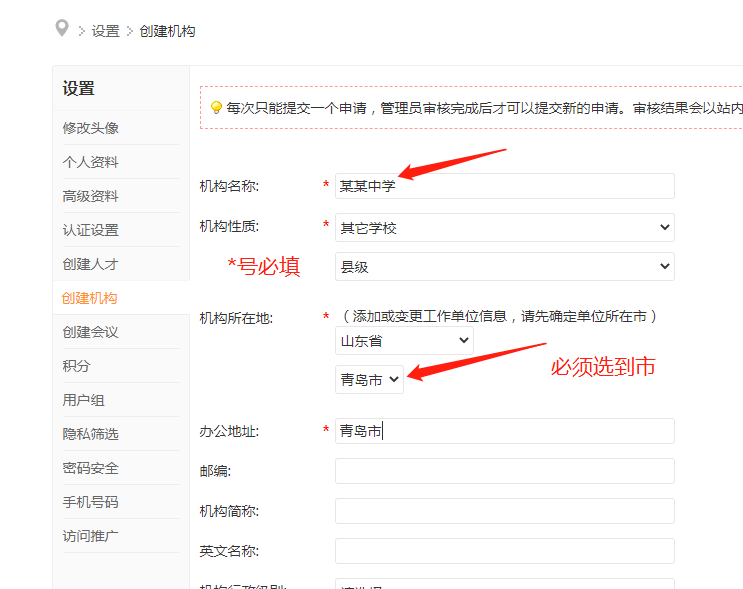 设置 > 创建机构
设置
每次只能提交一个申请，管理员审核完成后才可以提交新的申请。审核结果会以站内
修改头像
个人资料
高级资料
认证设置
创建人才
创建机构
创建会议
积分
用户组
隐私筛选
密码安全
手机号码
访问推广
机构名称: * 某某中学
机构性质: * 其它学校
*号必填 县级
机构所在地: * （添加或变更工作单位信息，请先确定单位所在市）
山东省
青岛市 必须选到市
办公地址: * 青岛市
邮编:
机构简称:
英文名称: